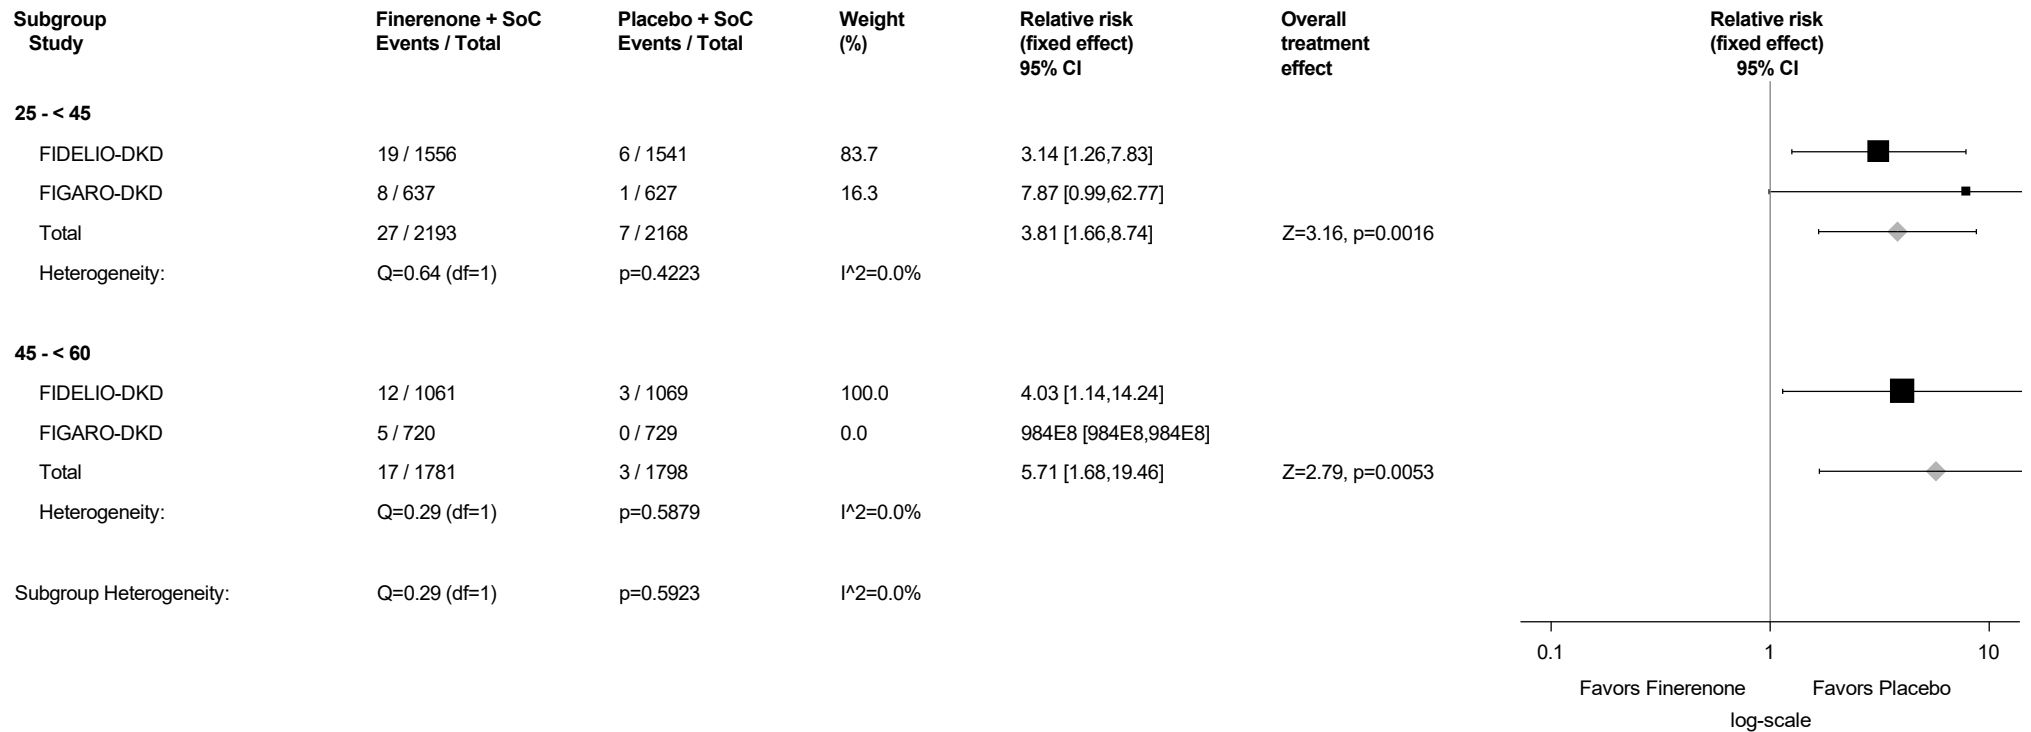 Subgroup Finerenone + SoC Placebo + SoC Weight Relative risk Overall Relative risk
Study Events / Total Events / Total (%) (fixed effect) treatment (fixed effect)
95% CI effect 95% CI
25 - < 45
FIDELIO-DKD 19 / 1556 6 / 1541 83.7 3.14 [1.26,7.83]
FIGARO-DKD 8 / 637 1 / 627 16.3 7.87 [0.99,62.77]
Total 27 / 2193 7 / 2168 3.81 [1.66,8.74] Z=3.16, p=0.0016
Heterogeneity: Q=0.64 (df=1) p=0.4223 I^2=0.0%
45 - < 60
FIDELIO-DKD 12 / 1061 3 / 1069 100.0 4.03 [1.14,14.24]
FIGARO-DKD 5 / 720 0 / 729 0.0 984E8 [984E8,984E8]
Total 17 / 1781 3 / 1798 5.71 [1.68,19.46] Z=2.79, p=0.0053
Heterogeneity: Q=0.29 (df=1) p=0.5879 I^2=0.0%
Subgroup Heterogeneity: Q=0.29 (df=1) p=0.5923 I^2=0.0%
0.1 1 10
Favors Finerenone Favors Placebo
log-scale